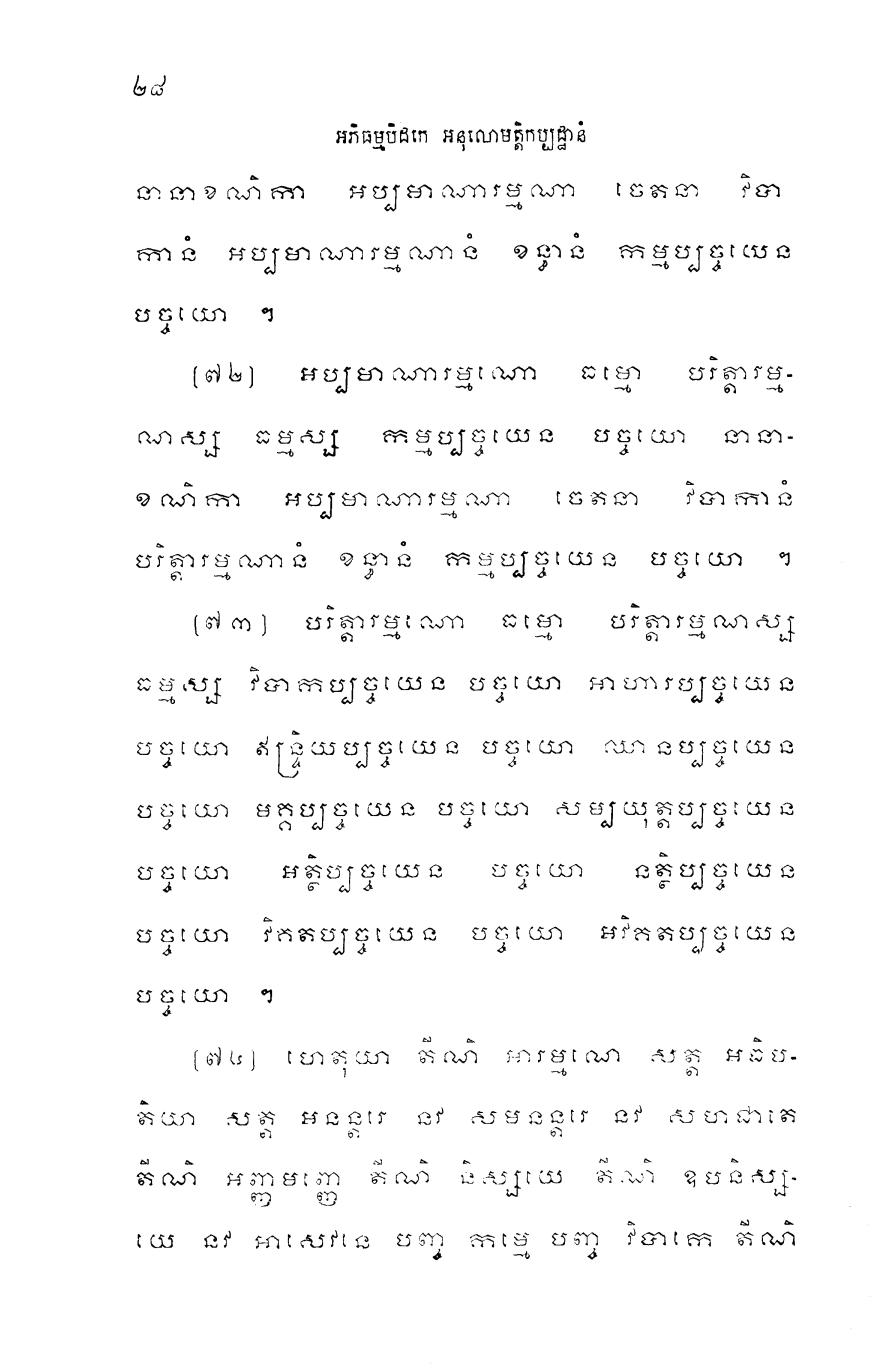 ២៨
អភិធម្មបិដកេ អនុលោមត្តិកប្បដ្ឋានំ
នានាខណិកា អប្បមាណារម្មណា ចេតនា វិបា
កានំ អប្បមាណារម្មណានំ ខន្ធានំ កម្មប្បច្ចយេន
បច្ចយោ ។
[៧២] អប្បមាណារម្មណោ ធម្មោ បរិត្តារម្ម-
ណស្ស ធម្មស្ស កម្មប្បច្ចយេន បច្ចយោ នានា-
ខណិកា អប្បមាណារម្មណា ចេតនា វិបាកានំ
បរិត្តារម្មណានំ ខន្ធានំ កម្មប្បច្ចយេន បច្ចយោ ។
[៧៣] បរិត្តារម្មណោ ធម្មោ បរិត្តារម្មណស្ស
ធម្មស្ស វិបាកប្បច្ចយេន បច្ចយោ អាហារប្បច្ចយេន
បច្ចយោ ឥន្ទ្រិយប្បច្ចយេន បច្ចយោ ឈានប្បច្ចយេន
បច្ចយោ មគ្គប្បច្ចយេន បច្ចយោ សម្បយុត្តប្បច្ចយេន
បច្ចយោ អត្ថិប្បច្ចយេន បច្ចយោ នត្ថិប្បច្ចយេន
បច្ចយោ វិគតប្បច្ចយេន បច្ចយោ អវិគតប្បច្ចយេន
បច្ចយោ ។
[៧៤] ហេតុយា តីណិ អារម្មណេ សត្ត អធិប-
តិយា សត្ត អនន្តរេ នវ សមនន្តរេ នវ សហជាតេ
តីណិ អញ្ញមញ្ញេ តីណិ និស្សយេ តីណិ ឧបនិស្ស-
យេ នវ អាសេវនេ បញ្ច កម្មេ បញ្ច វិបាកេ តីណិ